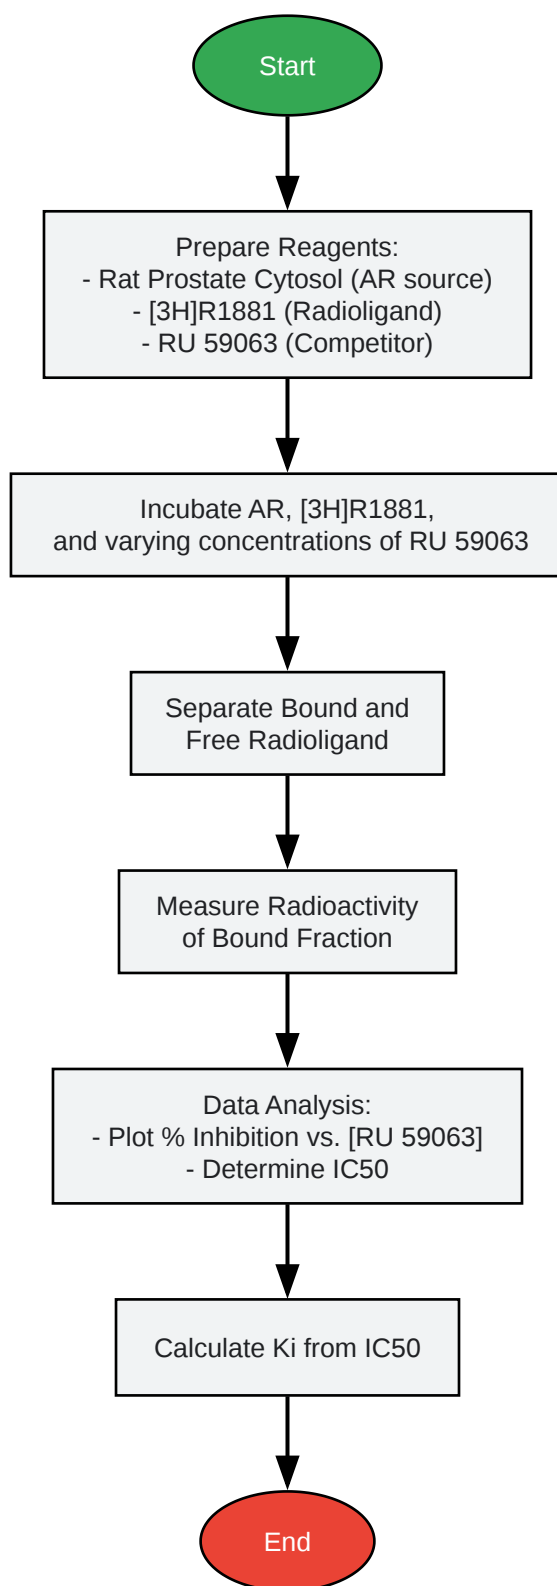 Start
Prepare Reagents:
- Rat Prostate Cytosol (AR source)
- [3H]R1881 (Radioligand)
- RU 59063 (Competitor)
Incubate AR, [3H]R1881,
and varying concentrations of RU 59063
Separate Bound and
Free Radioligand
Measure Radioactivity
of Bound Fraction
Data Analysis:
- Plot % Inhibition vs. [RU 59063]
- Determine IC50
Calculate Ki from IC50
End